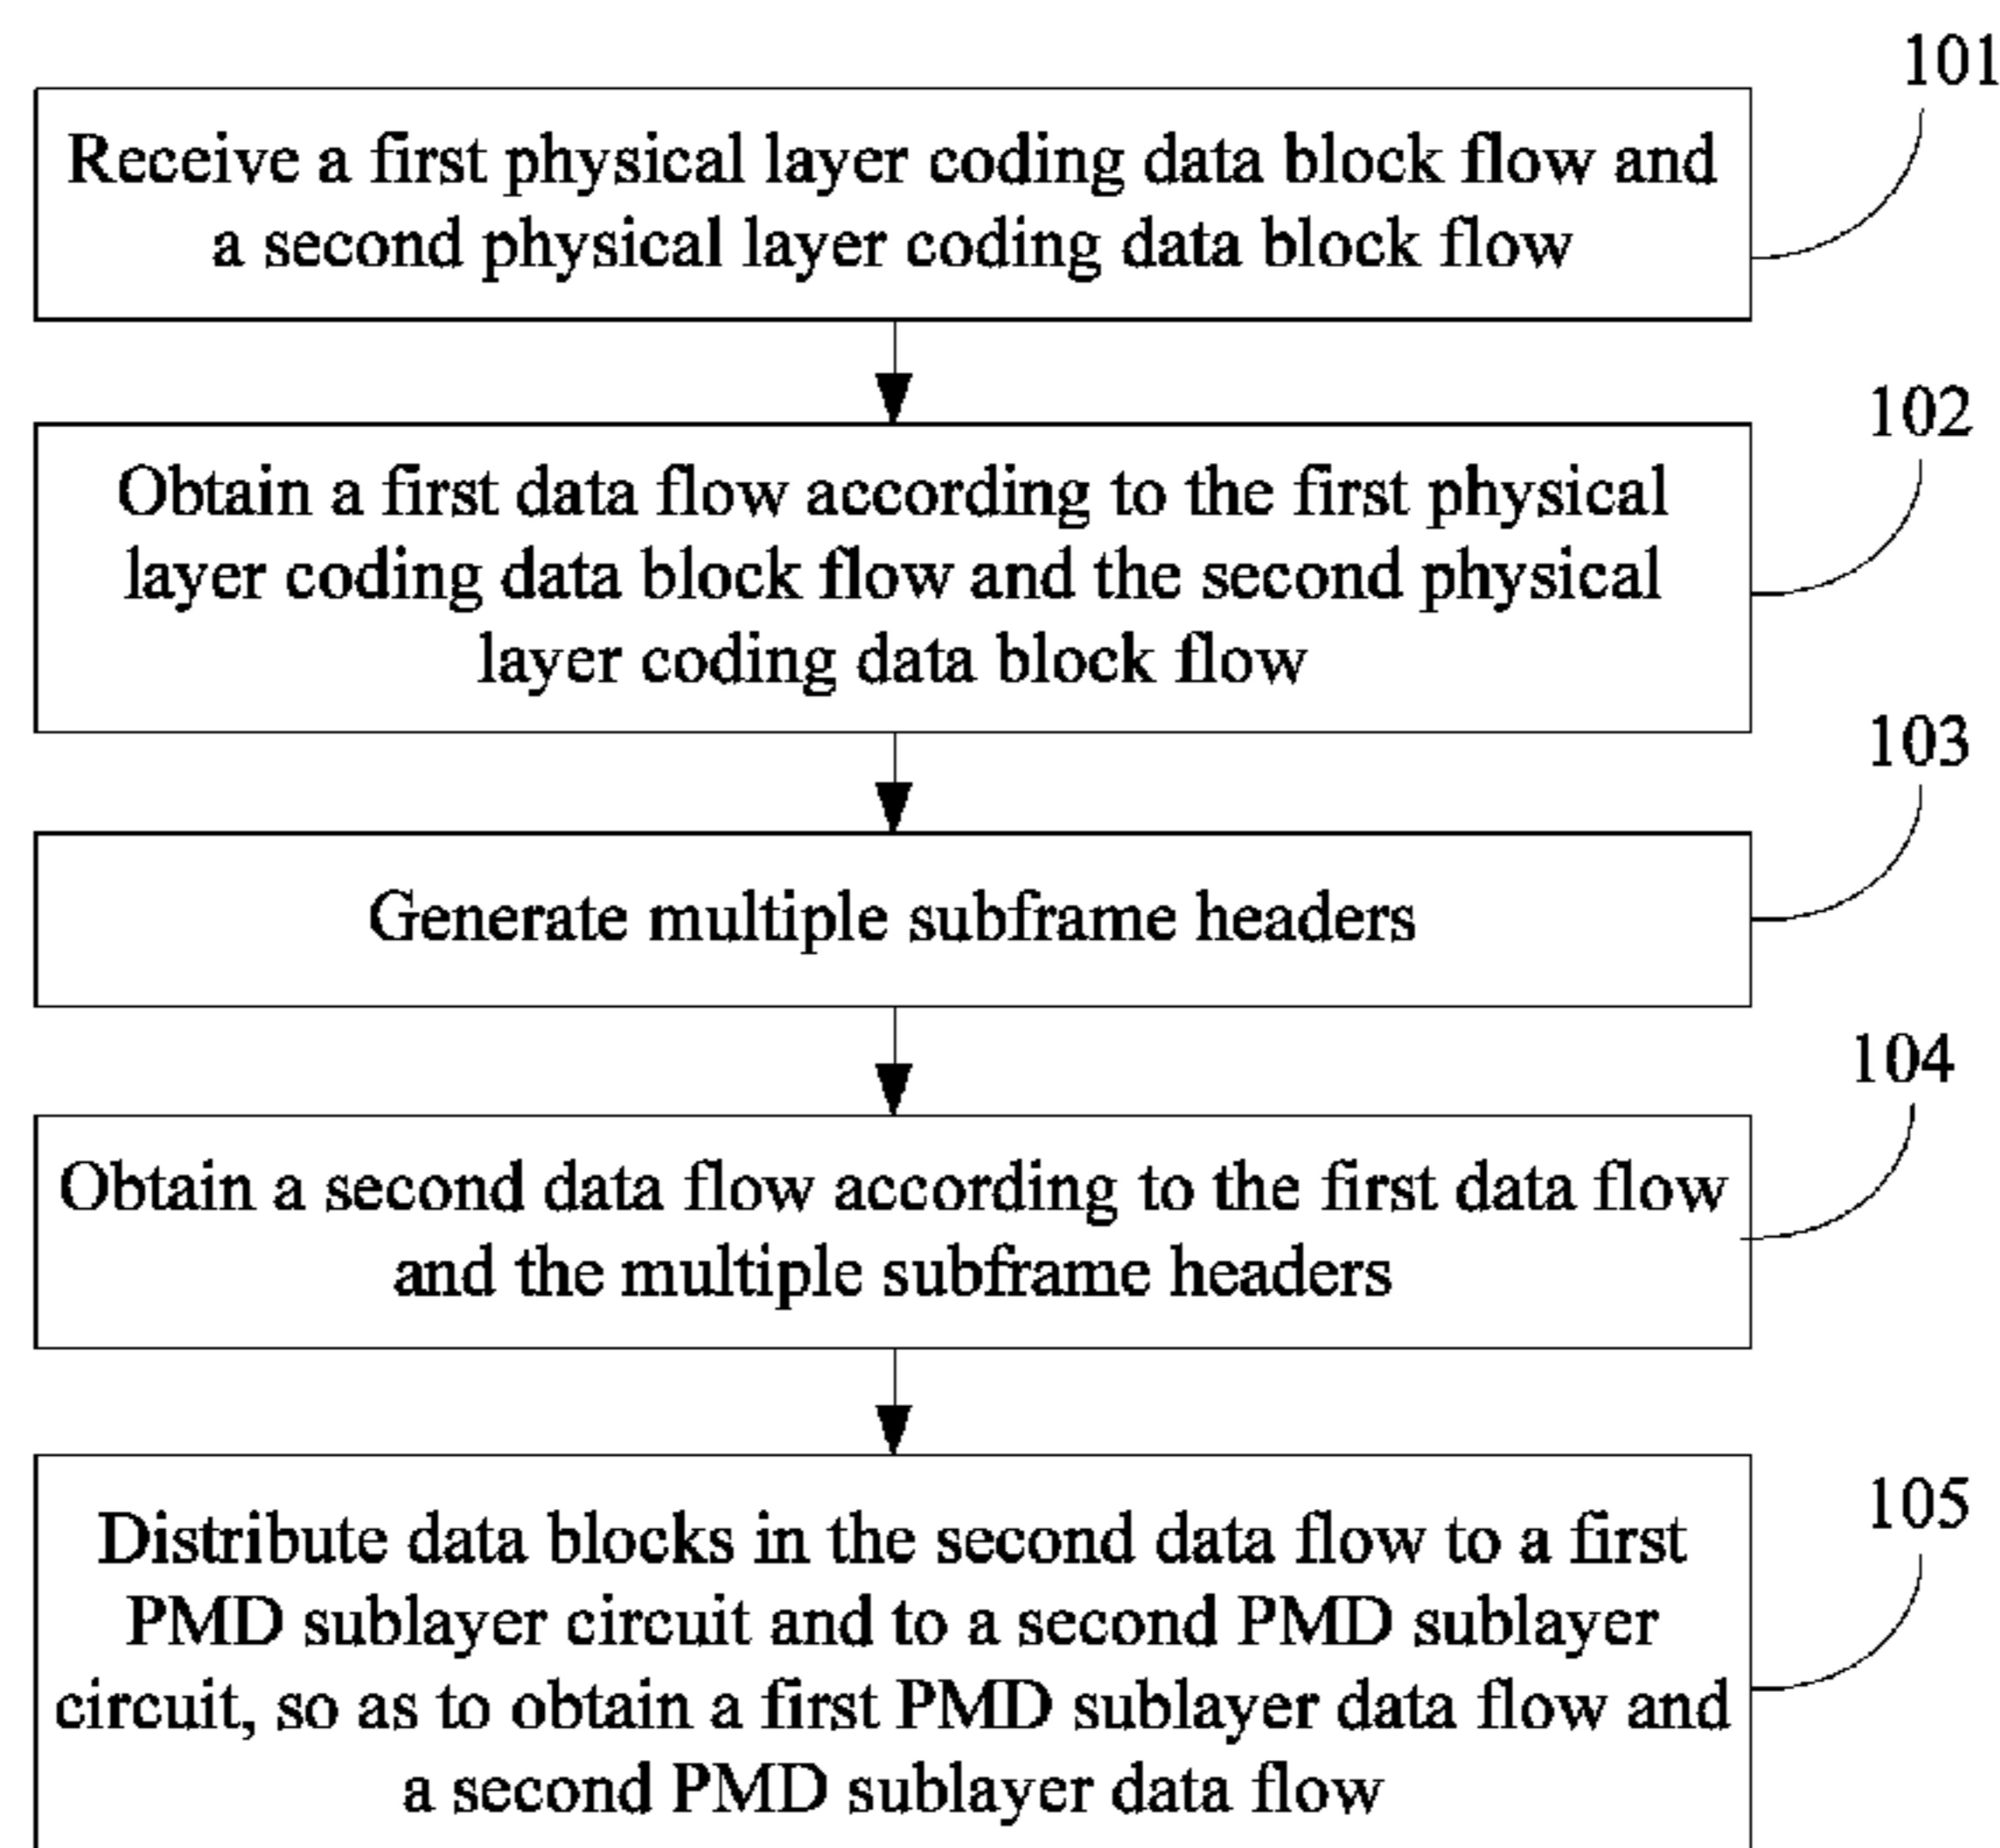 101
Receive a first physical layer coding data block flow and
a second physical layer coding data block flow
102
Obtain a first data flow according to the first physical
layer coding data block flow and the second physical
layer coding data block flow
103
Generate multiple subframe headers
104
Obtain a second data flow according to the first data flow
and the multiple subframe headers
105
Distribute data blocks in the second data flow to a first
PMD sublayer circuit and to a second PMD sublayer
circuit, so as to obtain a first PMD sublayer data flow and
a second PMD sublayer data flow